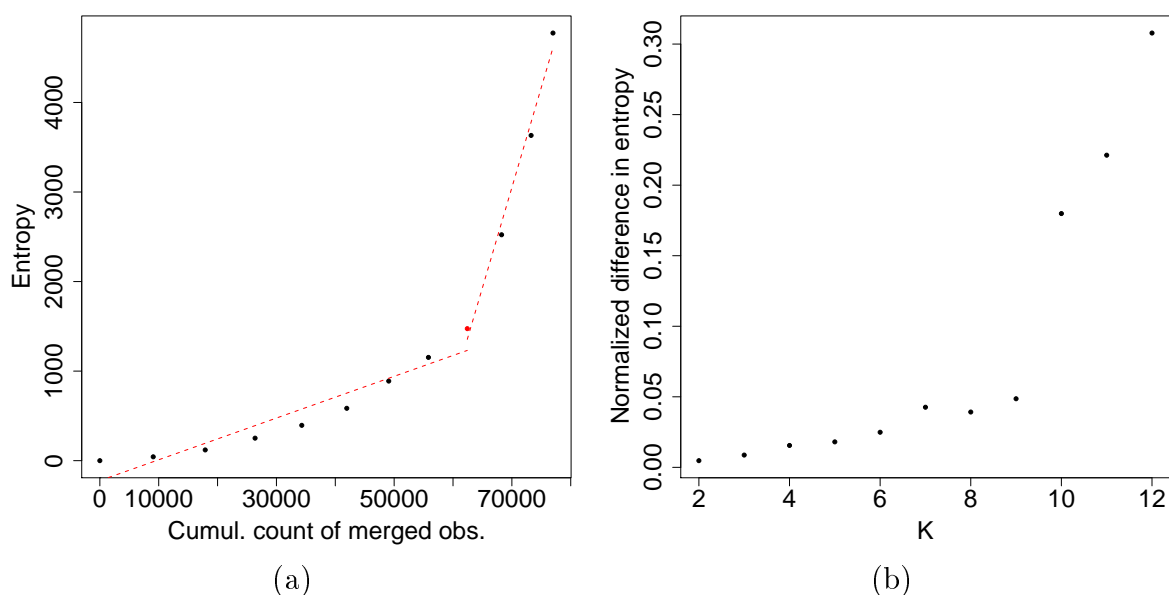 Entropy
0 1000 2000 3000 4000
0 10000 30000 50000 70000
Cumul. count of merged obs.
(a)
Normalized difference in entropy
0.00 0.05 0.10 0.15 0.20 0.25 0.30
2 4 6 8 10 12
K
(b)